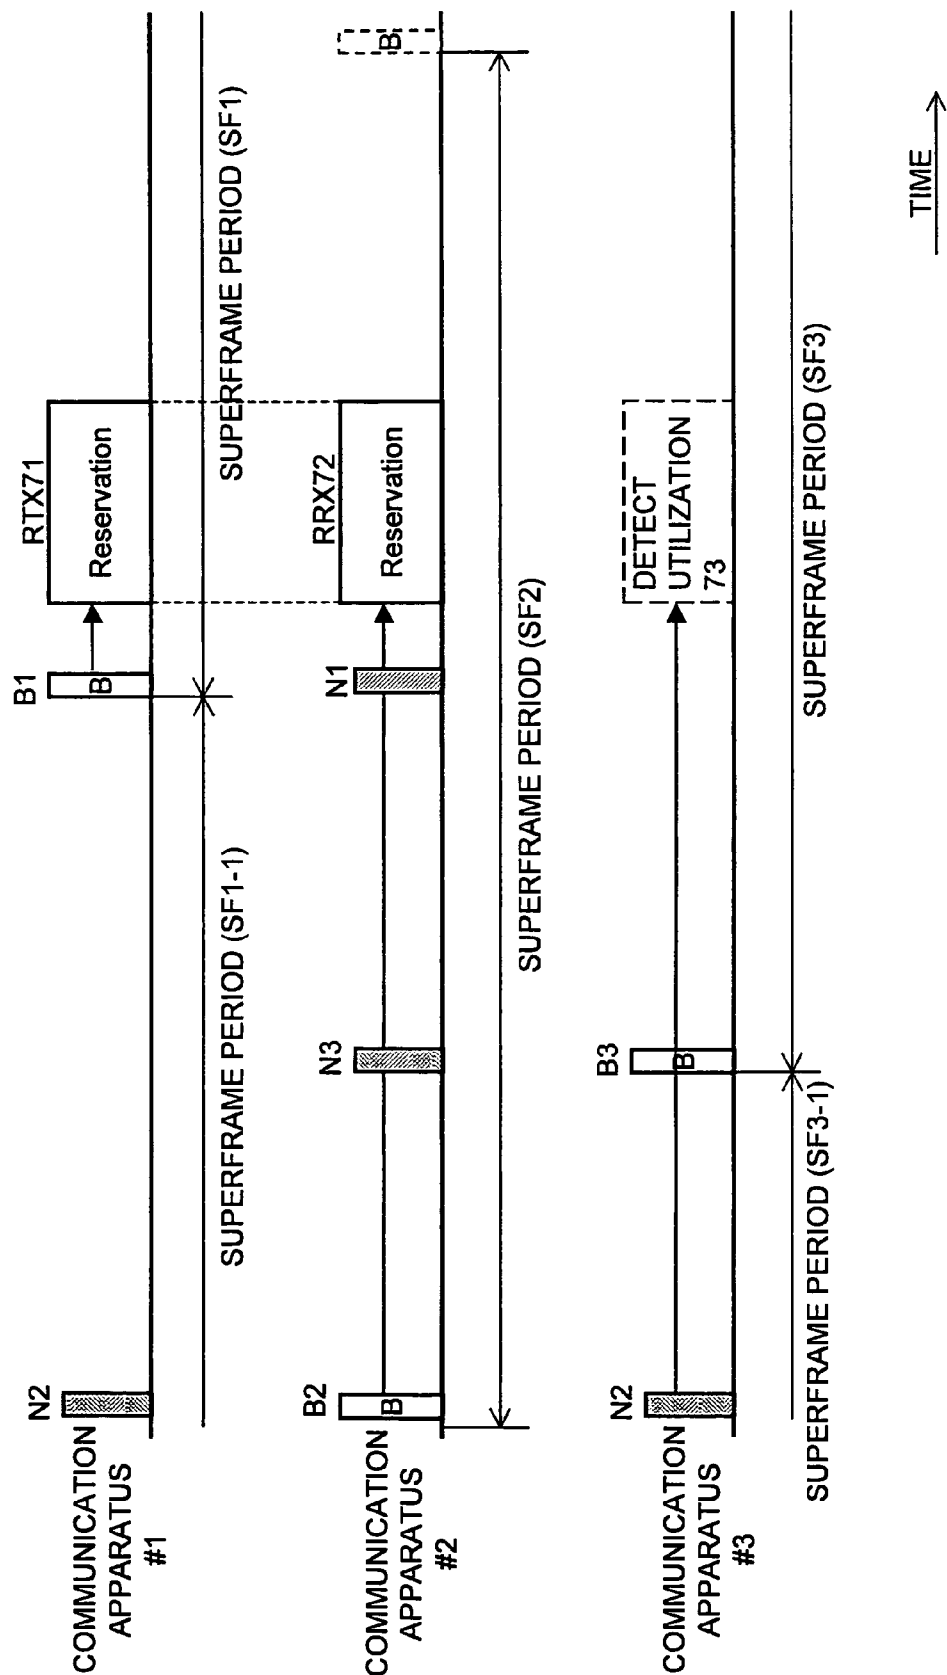 COMMUNICATION
APPARATUS
#1
N2
B1
B
RTX71
Reservation
SUPERFRAME PERIOD (SF1-1)
SUPERFRAME PERIOD (SF1)
COMMUNICATION
APPARATUS
#2
B2
B
N3
N1
RRX72
Reservation
B
SUPERFRAME PERIOD (SF2)
COMMUNICATION
APPARATUS
#3
N2
B3
B
DETECT
UTILIZATION
73
SUPERFRAME PERIOD (SF3-1)
SUPERFRAME PERIOD (SF3)
TIME